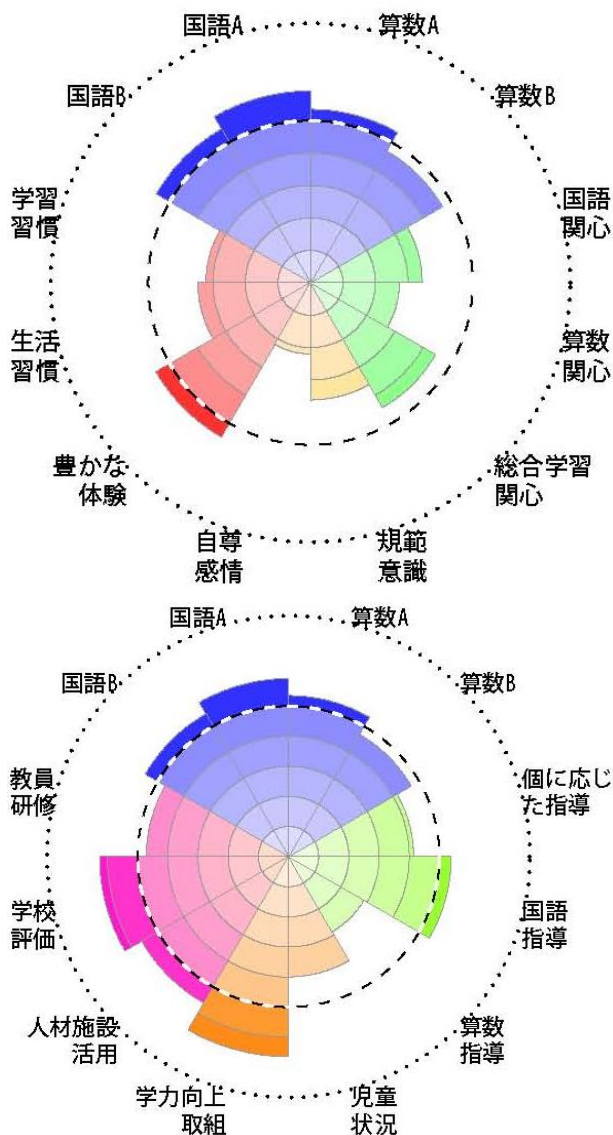 国語A
算数A
国語B
算数B
学習
習慣
国語
関心
生活
習慣
算数
関心
豊かな
体験
総合学習
関心
自尊
感情
規範
意識
国語A
算数A
国語B
算数B
教員
研修
個に応じ
た指導
学校
評価
国語
指導
人材施設
活用
算数
指導
学力向上
取組
児童
状況